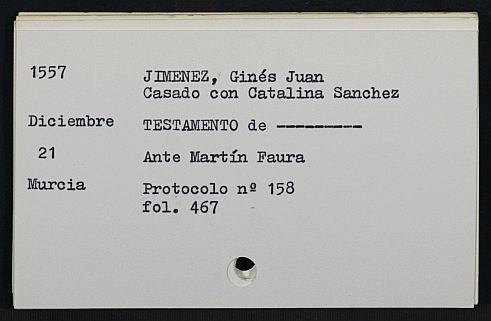 1557 JIMENEZ, Ginés Juan
Casado con Catalina Sanchez
Diciembre TESTAMENTO de ---------
21 Ante Martín Faura
Murcia Protocolo nº 158
fol. 467